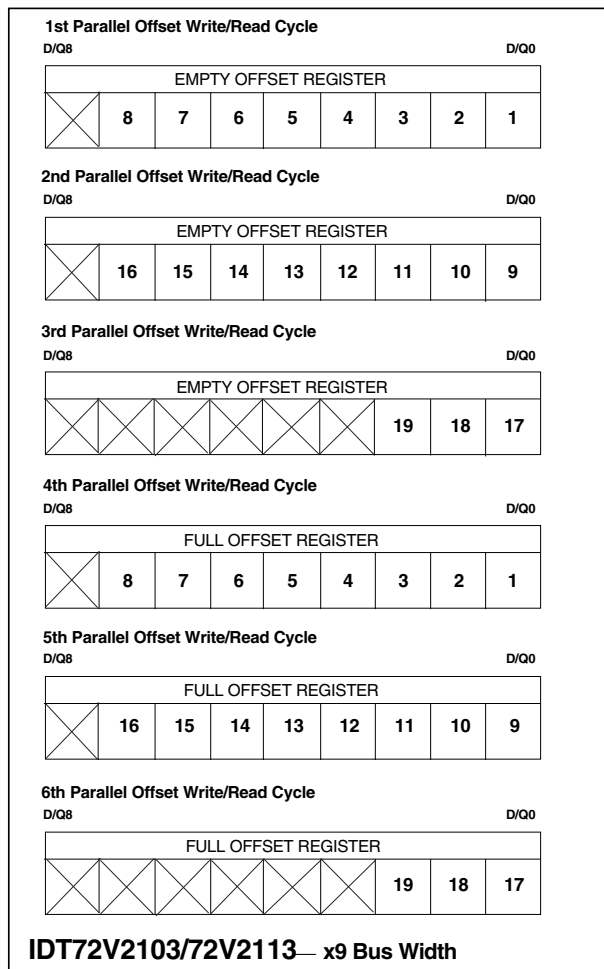 1st Parallel Offset Write/Read Cycle
D/Q8 D/Q0
EMPTY OFFSET REGISTER
8 7 6 5 4 3 2 1
2nd Parallel Offset Write/Read Cycle
D/Q8 D/Q0
EMPTY OFFSET REGISTER
16 15 14 13 12 11 10 9
3rd Parallel Offset Write/Read Cycle
D/Q8 D/Q0
EMPTY OFFSET REGISTER
19 18 17
4th Parallel Offset Write/Read Cycle
D/Q8 D/Q0
FULL OFFSET REGISTER
8 7 6 5 4 3 2 1
5th Parallel Offset Write/Read Cycle
D/Q8 D/Q0
FULL OFFSET REGISTER
16 15 14 13 12 11 10 9
6th Parallel Offset Write/Read Cycle
D/Q8 D/Q0
FULL OFFSET REGISTER
19 18 17
IDT72V2103/72V2113— x9 Bus Width